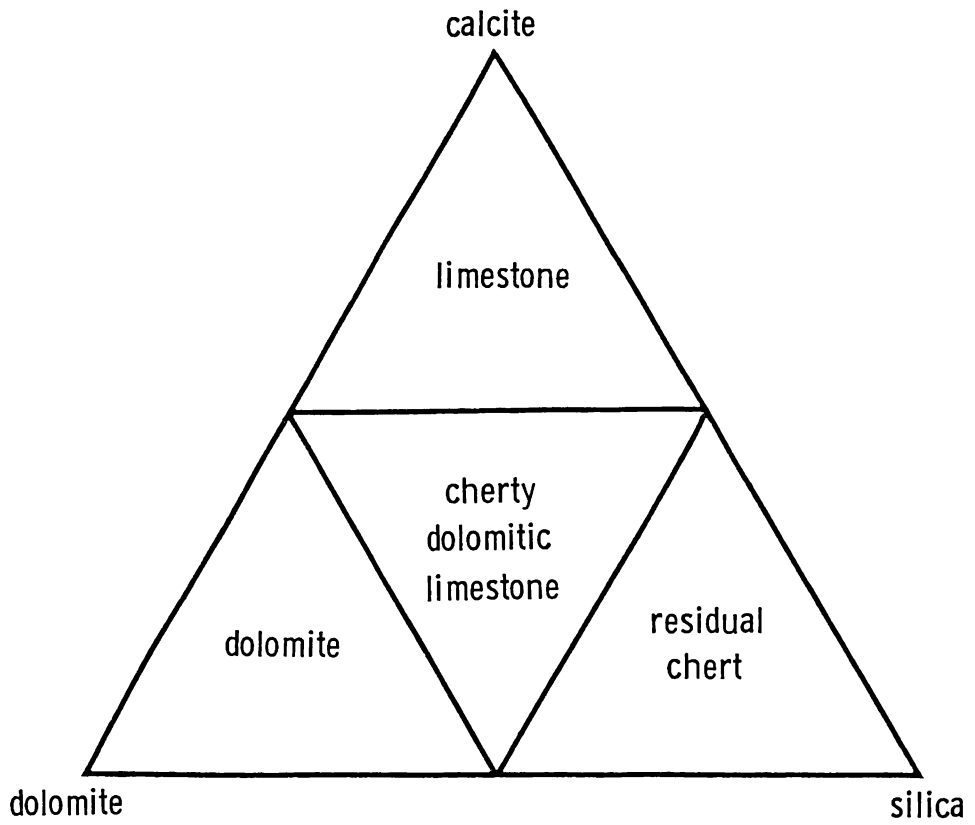 calcite
limestone
cherty
dolomitic
limestone
dolomite
residual
chert
dolomite
silica